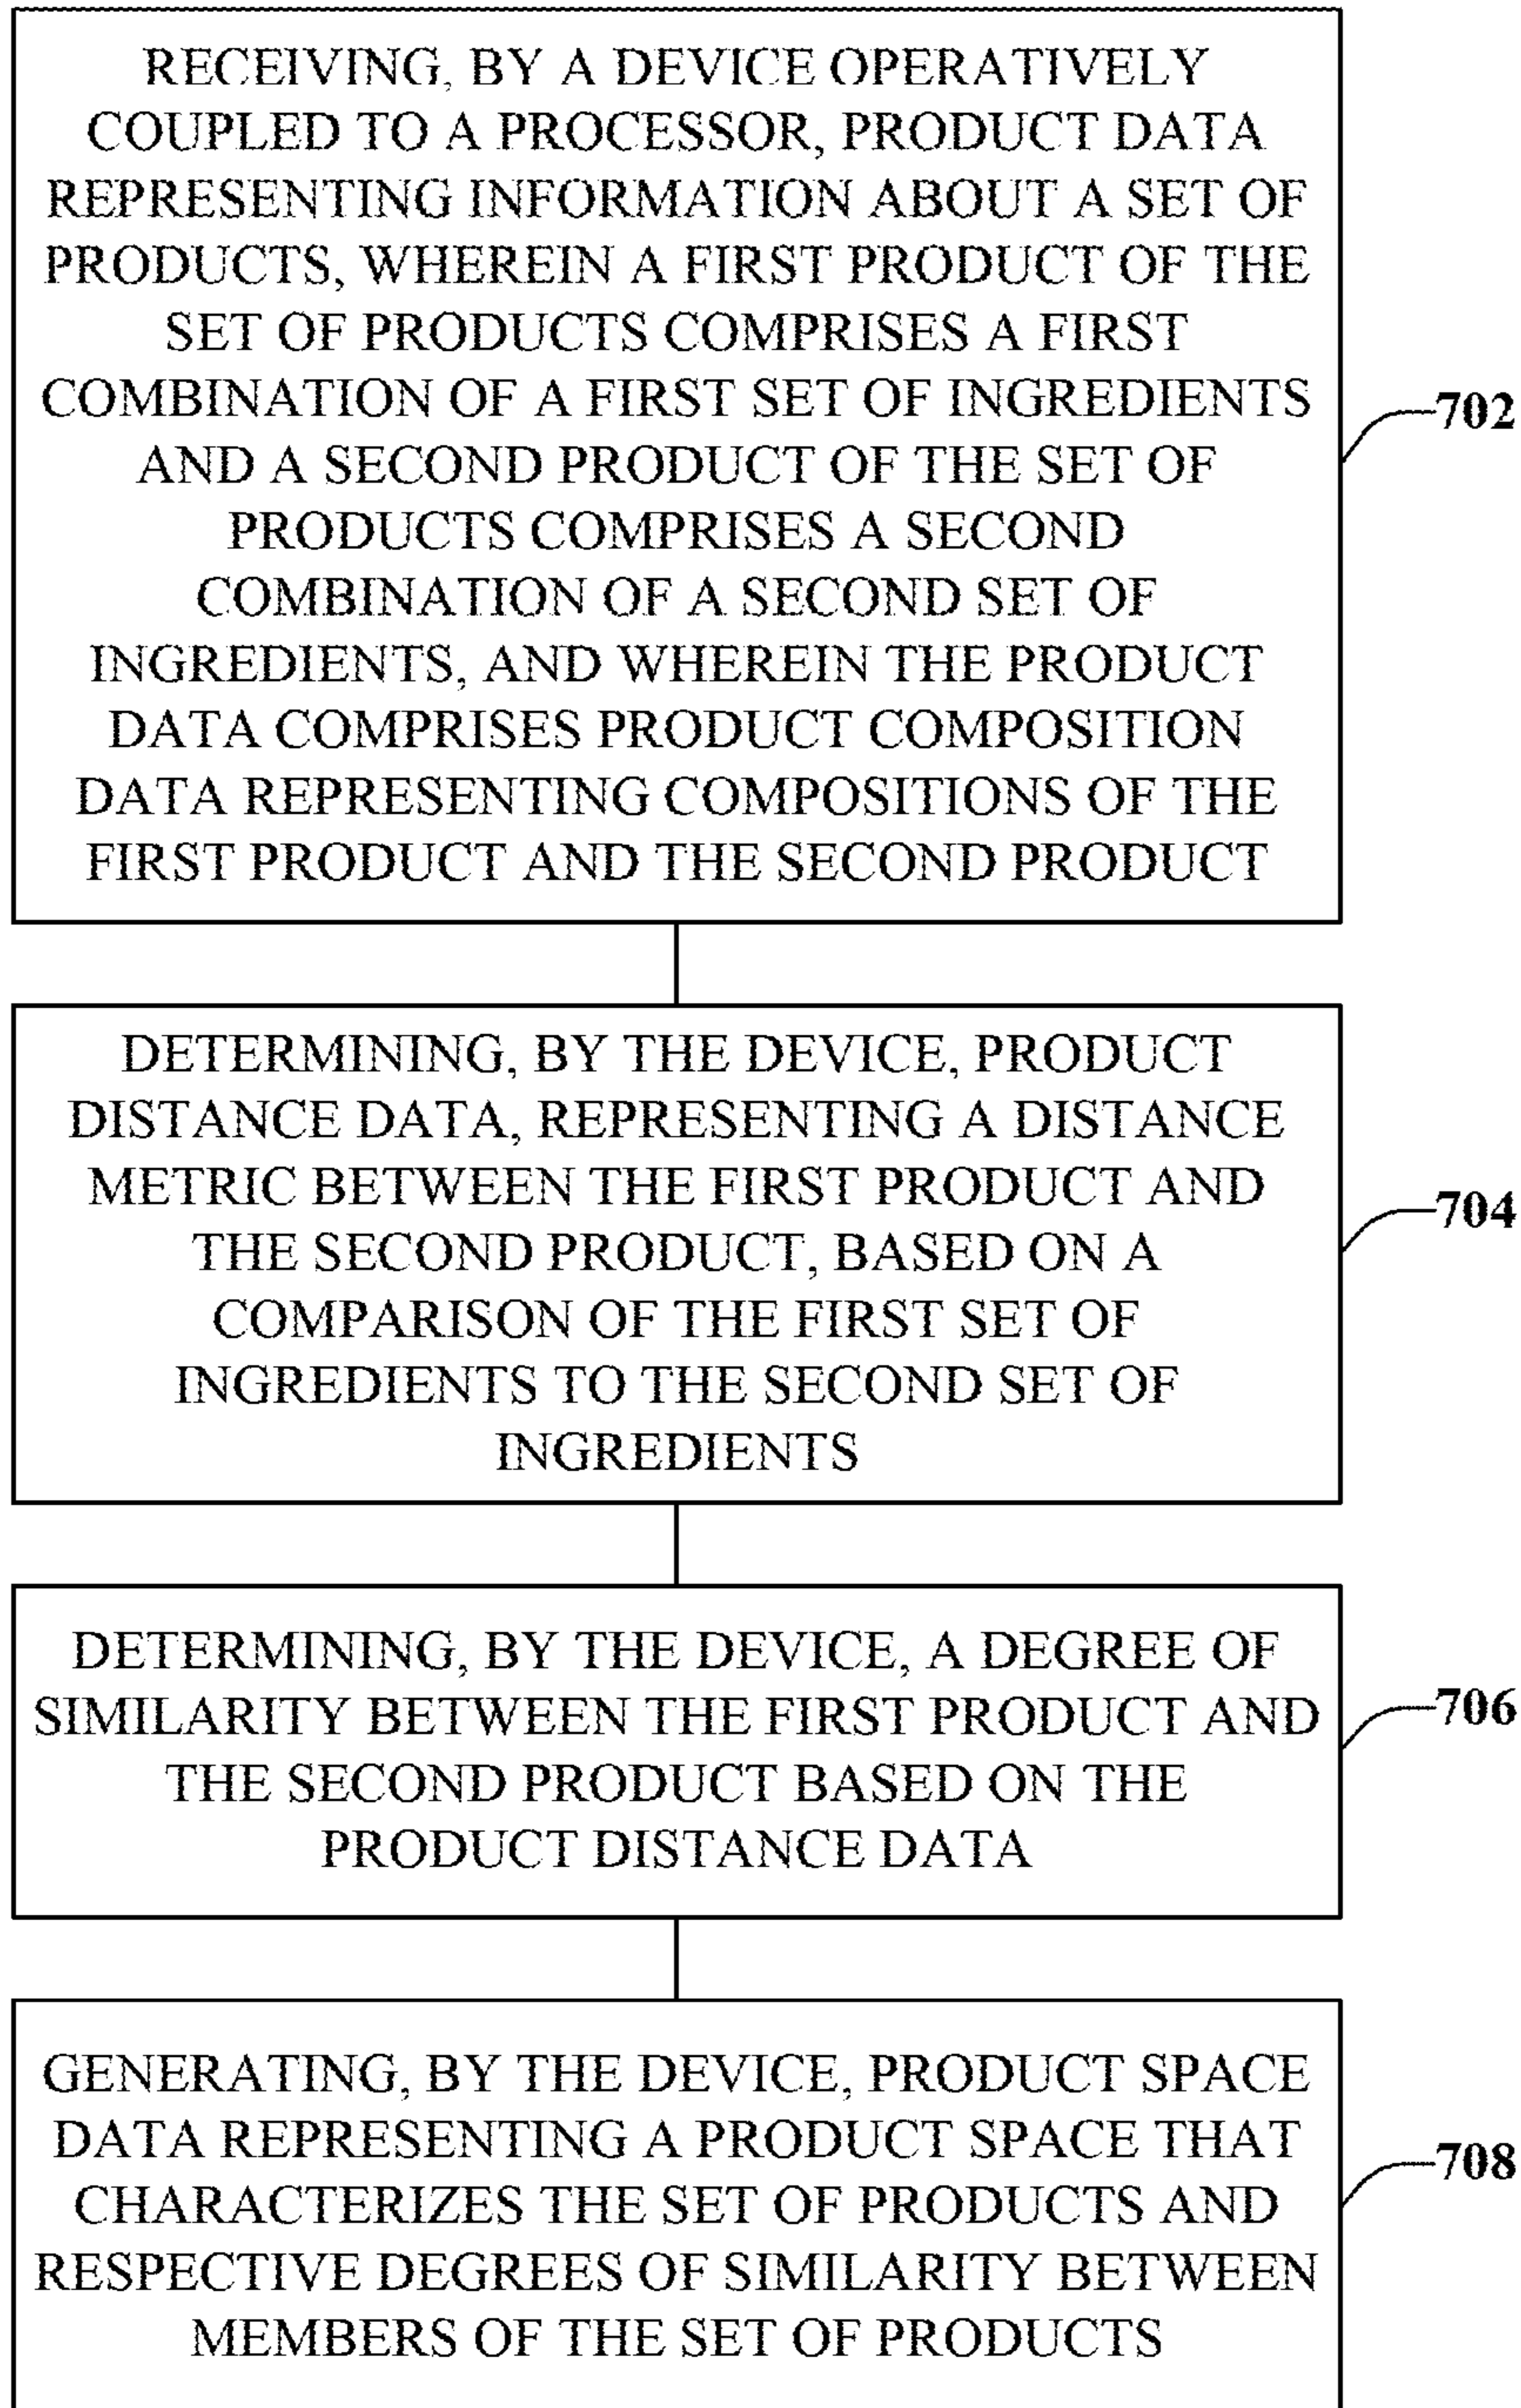 RECEIVING, BY A DEVICE OPERATIVELY
COUPLED TO A PROCESSOR, PRODUCT DATA
REPRESENTING INFORMATION ABOUT A SET OF
PRODUCTS, WHEREIN A FIRST PRODUCT OF THE
SET OF PRODUCTS COMPRISES A FIRST
COMBINATION OF A FIRST SET OF INGREDIENTS
AND A SECOND PRODUCT OF THE SET OF
PRODUCTS COMPRISES A SECOND
COMBINATION OF A SECOND SET OF
INGREDIENTS, AND WHEREIN THE PRODUCT
DATA COMPRISES PRODUCT COMPOSITION
DATA REPRESENTING COMPOSITIONS OF THE
FIRST PRODUCT AND THE SECOND PRODUCT
702
DETERMINING, BY THE DEVICE, PRODUCT
DISTANCE DATA, REPRESENTING A DISTANCE
METRIC BETWEEN THE FIRST PRODUCT AND
THE SECOND PRODUCT, BASED ON A
COMPARISON OF THE FIRST SET OF
INGREDIENTS TO THE SECOND SET OF
INGREDIENTS
704
DETERMINING, BY THE DEVICE, A DEGREE OF
SIMILARITY BETWEEN THE FIRST PRODUCT AND
THE SECOND PRODUCT BASED ON THE
PRODUCT DISTANCE DATA
706
GENERATING, BY THE DEVICE, PRODUCT SPACE
DATA REPRESENTING A PRODUCT SPACE THAT
CHARACTERIZES THE SET OF PRODUCTS AND
RESPECTIVE DEGREES OF SIMILARITY BETWEEN
MEMBERS OF THE SET OF PRODUCTS
708